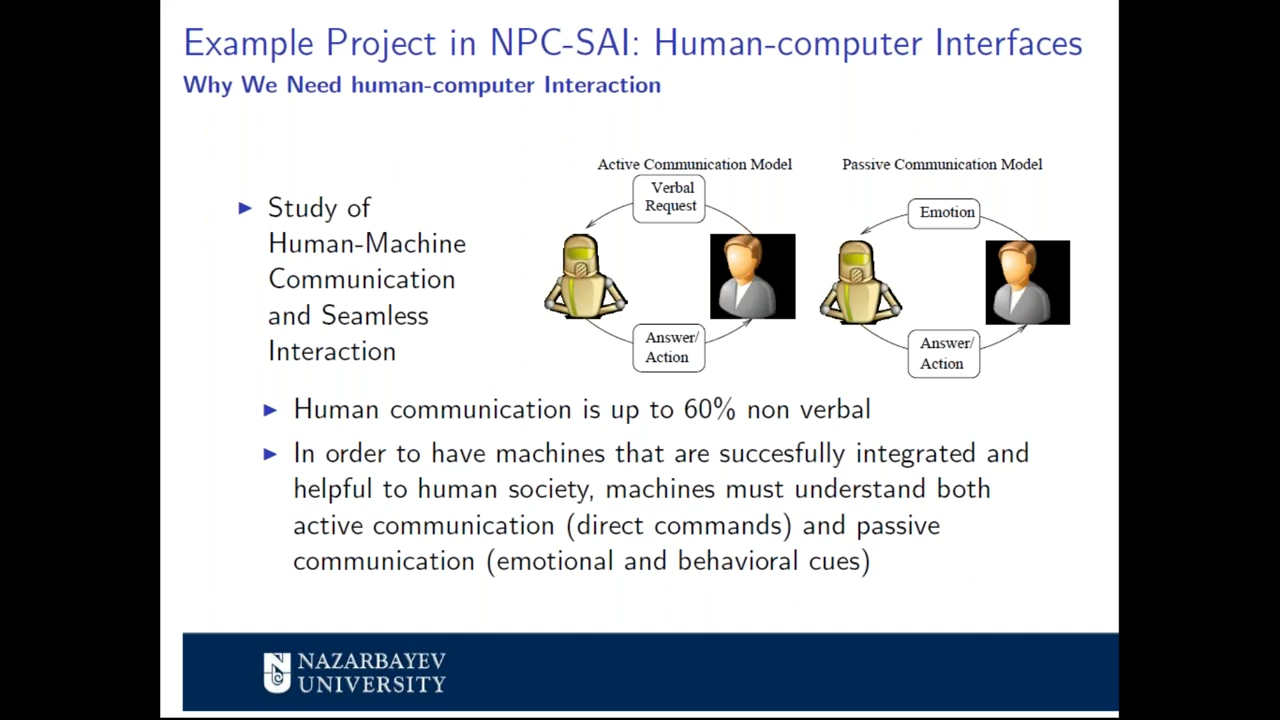 Example Project in NPC-SAI: Human-computer Interfaces
Why We Need human-computer Interaction
▶ Study of
Human-Machine
Communication
and Seamless
Interaction
Active Communication Model
Verbal
Request
Answer/
Action
Passive Communication Model
Emotion
Answer/
Action
▶ Human communication is up to 60% non verbal
▶ In order to have machines that are succesfully integrated and
helpful to human society, machines must understand both
active communication (direct commands) and passive
communication (emotional and behavioral cues)
NAZARBAYEV
UNIVERSITY